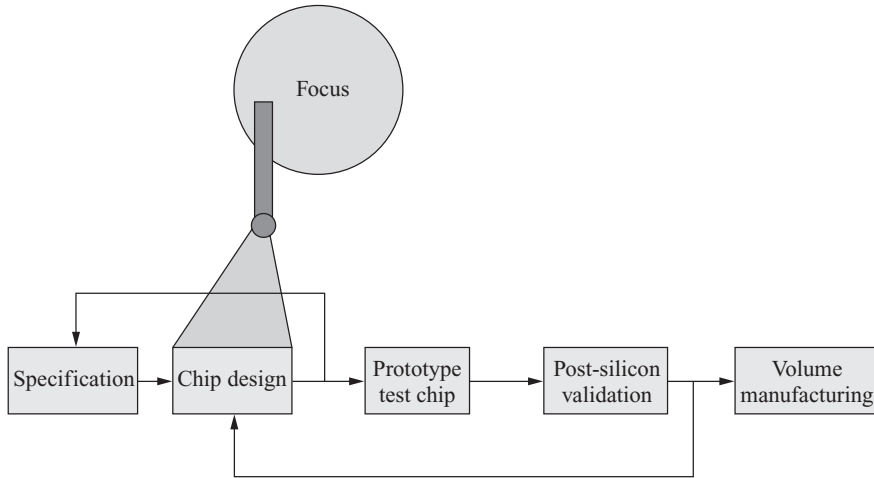 Focus
Specification
Chip design
Prototype
test chip
Post-silicon
validation
Volume
manufacturing